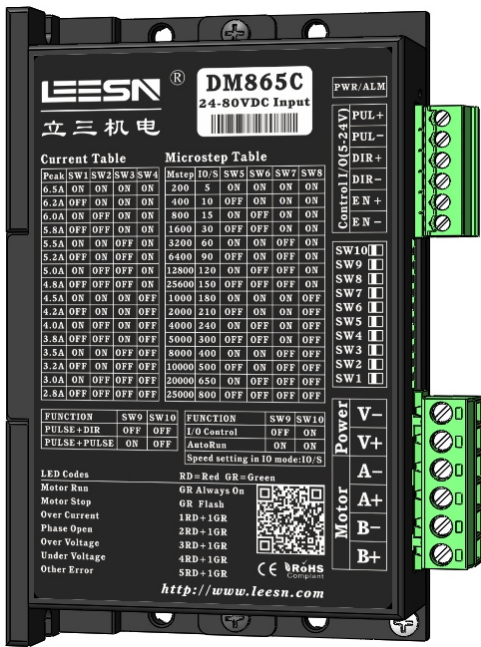 LEESN ®
立三机电
DM865C
24-80VDC Input
PWR/ALM
Control I/O(5-24V)
PUL+
PUL-
DIR+
DIR-
EN+
EN-
Current Table
Peak SW1 SW2 SW3 SW4
6.5A ON ON ON ON
6.2A OFF ON ON ON
6.0A ON OFF ON ON
5.8A OFF OFF ON ON
5.5A ON ON OFF ON
5.2A OFF ON OFF ON
5.0A ON OFF OFF ON
4.8A OFF OFF OFF ON
4.5A ON ON ON OFF
4.2A OFF ON ON OFF
4.0A ON OFF ON OFF
3.8A OFF OFF ON OFF
3.5A ON ON OFF OFF
3.2A OFF ON OFF OFF
3.0A ON OFF OFF OFF
2.8A OFF OFF OFF OFF
Microstep Table
Mstep IO/S SW5 SW6 SW7 SW8
200 5 ON ON ON ON
400 10 OFF ON ON ON
800 15 ON OFF ON ON
1600 30 OFF OFF ON ON
3200 60 ON ON OFF ON
6400 90 OFF ON OFF ON
12800 120 ON OFF OFF ON
25600 150 OFF OFF OFF ON
1000 180 ON ON ON OFF
2000 210 OFF ON ON OFF
4000 240 ON OFF ON OFF
5000 300 OFF OFF ON OFF
8000 400 ON ON OFF OFF
10000 500 OFF ON OFF OFF
20000 650 ON OFF OFF OFF
25000 800 OFF OFF OFF OFF
SW10
SW9
SW8
SW7
SW6
SW5
SW4
SW3
SW2
SW1
FUNCTION SW9 SW10
PULSE+DIR OFF OFF
PULSE+PULSE ON OFF
FUNCTION SW9 SW10
I/O Control OFF ON
AutoRun ON ON
Speed setting in IO mode:IO/S
Power
V-
V+
Motor
A-
A+
B-
B+
LED Codes RD=Red GR=Green
Motor Run GR Always On
Motor Stop GR Flash
Over Current 1RD+1GR
Phase Open 2RD+1GR
Over Voltage 3RD+1GR
Under Voltage 4RD+1GR
Other Error 5RD+1GR
CE RoHS
Compliant
http://www.leesn.com